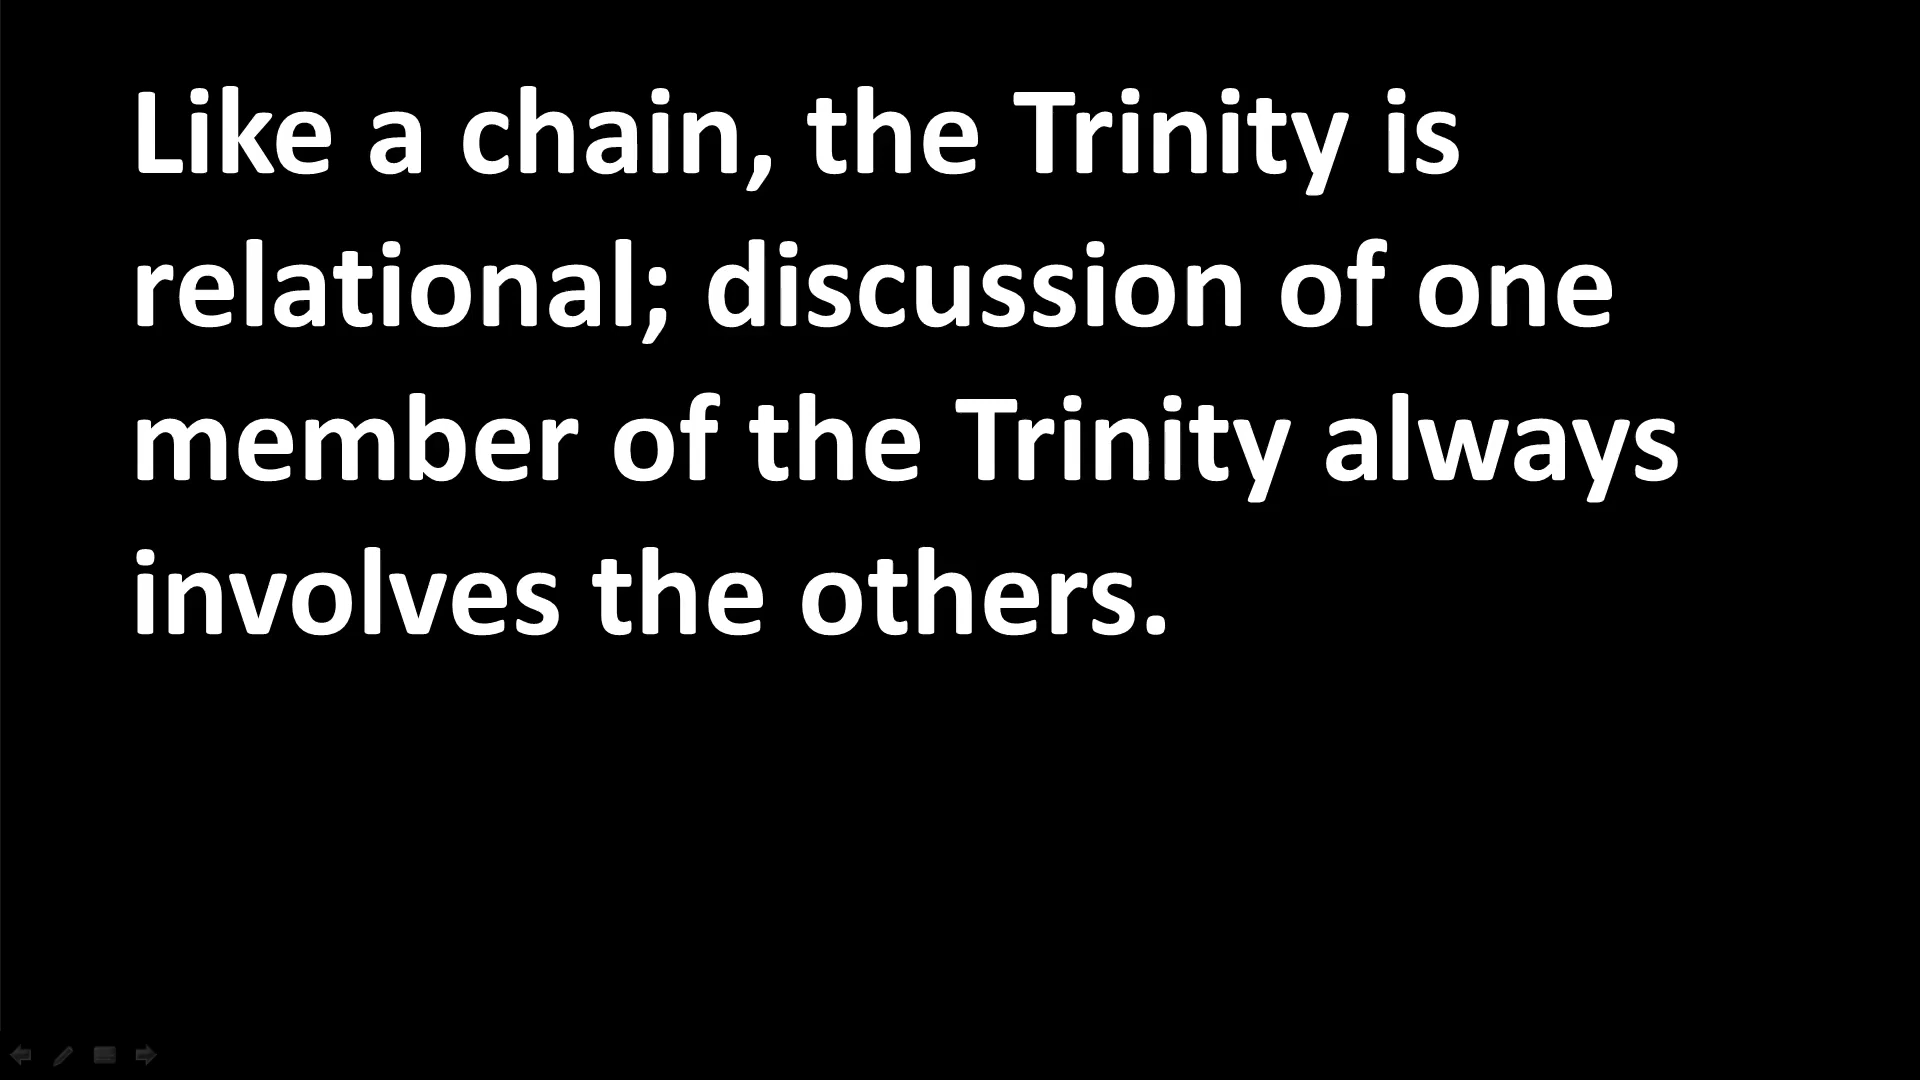 Like a chain, the Trinity is
relational; discussion of one
member of the Trinity always
involves the others.